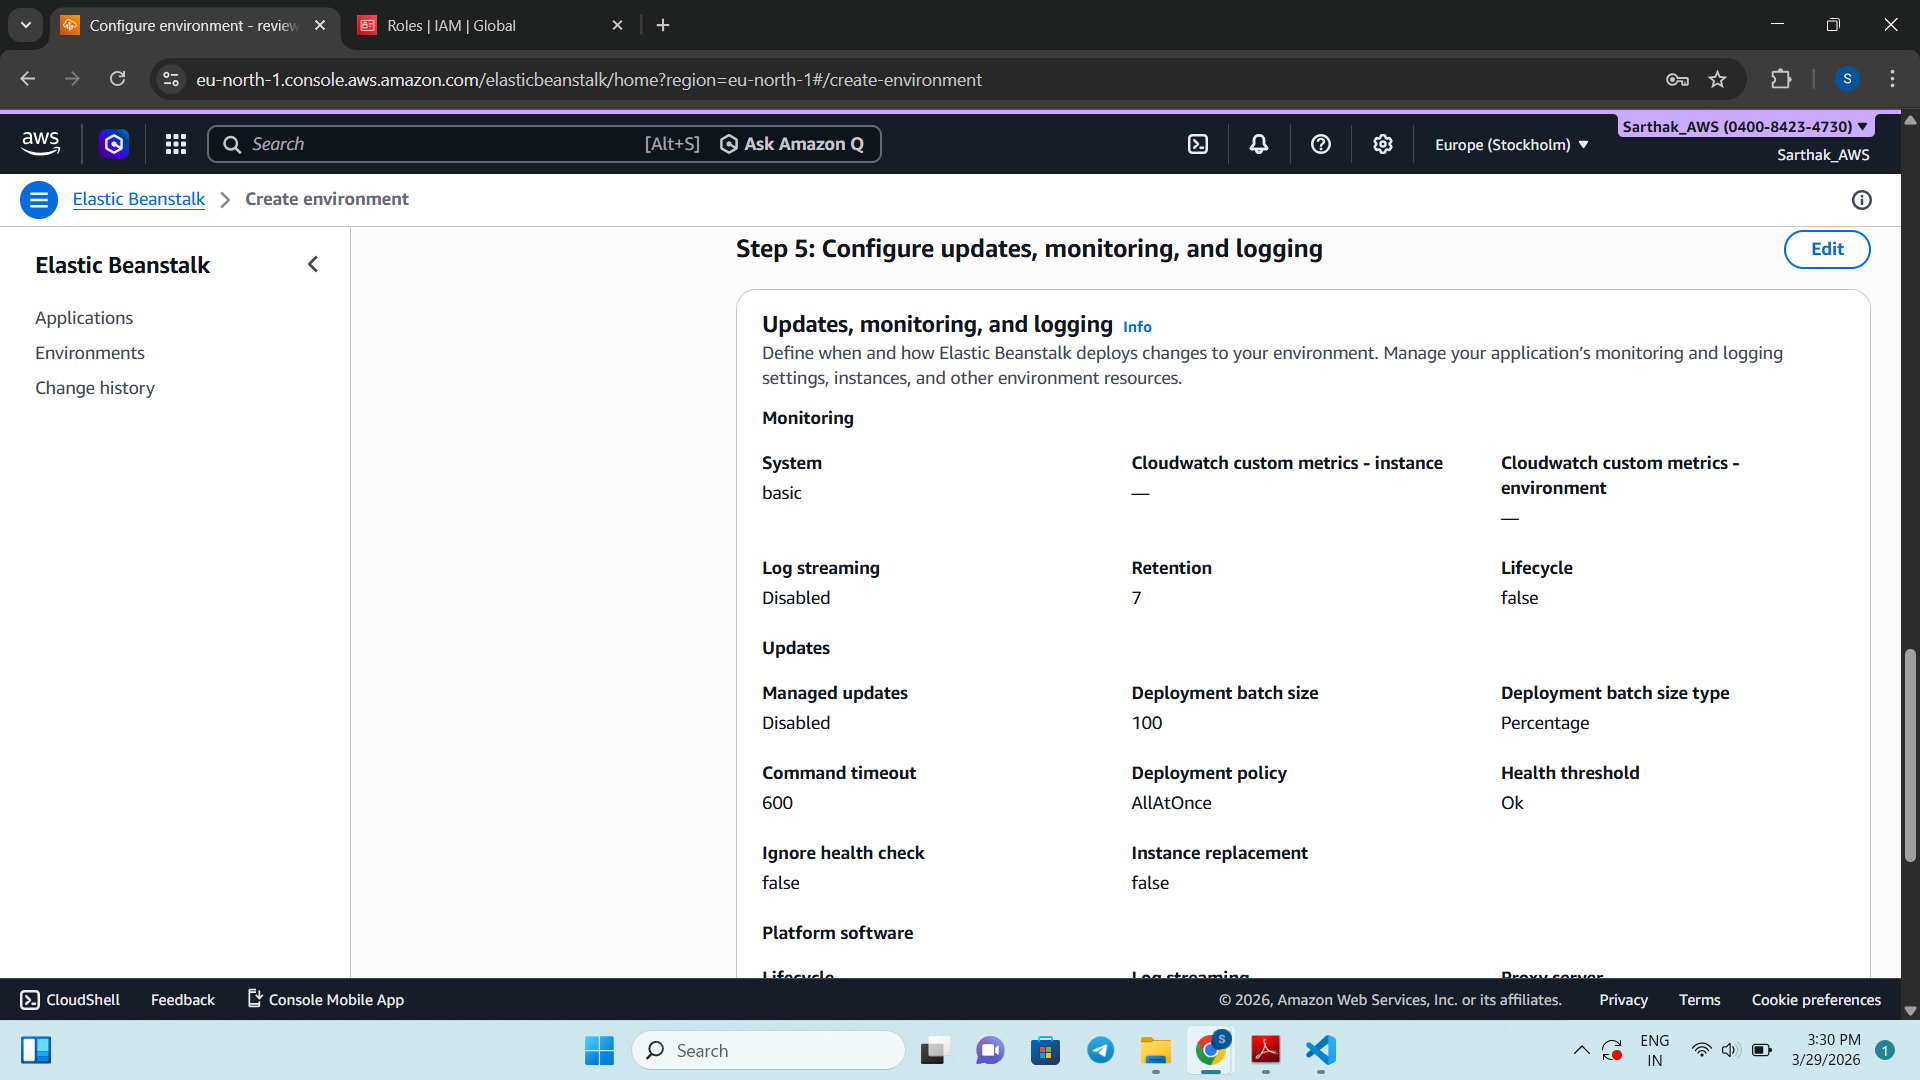 Configure environment - review
Roles | IAM | Global
eu-north-1.console.aws.amazon.com/elasticbeanstalk/home?region=eu-north-1#/create-environment
S
aws
Search
[Alt+S]
Ask Amazon Q
Europe (Stockholm)
Sarthak_AWS (0400-8423-4730)
Sarthak_AWS
Elastic Beanstalk
Create environment
Elastic Beanstalk
Applications
Environments
Change history
Step 5: Configure updates, monitoring, and logging
Edit
Updates, monitoring, and logging Info
Define when and how Elastic Beanstalk deploys changes to your environment. Manage your application's monitoring and logging
settings, instances, and other environment resources.
Monitoring
System
basic
Cloudwatch custom metrics - instance
—
Cloudwatch custom metrics -
environment
—
Log streaming
Disabled
Retention
7
Lifecycle
false
Updates
Managed updates
Disabled
Deployment batch size
100
Deployment batch size type
Percentage
Command timeout
600
Deployment policy
AllAtOnce
Health threshold
Ok
Ignore health check
false
Instance replacement
false
Platform software
Lifecycle
Log streaming
Proxy server
CloudShell
Feedback
Console Mobile App
© 2026, Amazon Web Services, Inc. or its affiliates.
Privacy
Terms
Cookie preferences
Search
S
ENG
IN
3:30 PM
3/29/2026
1